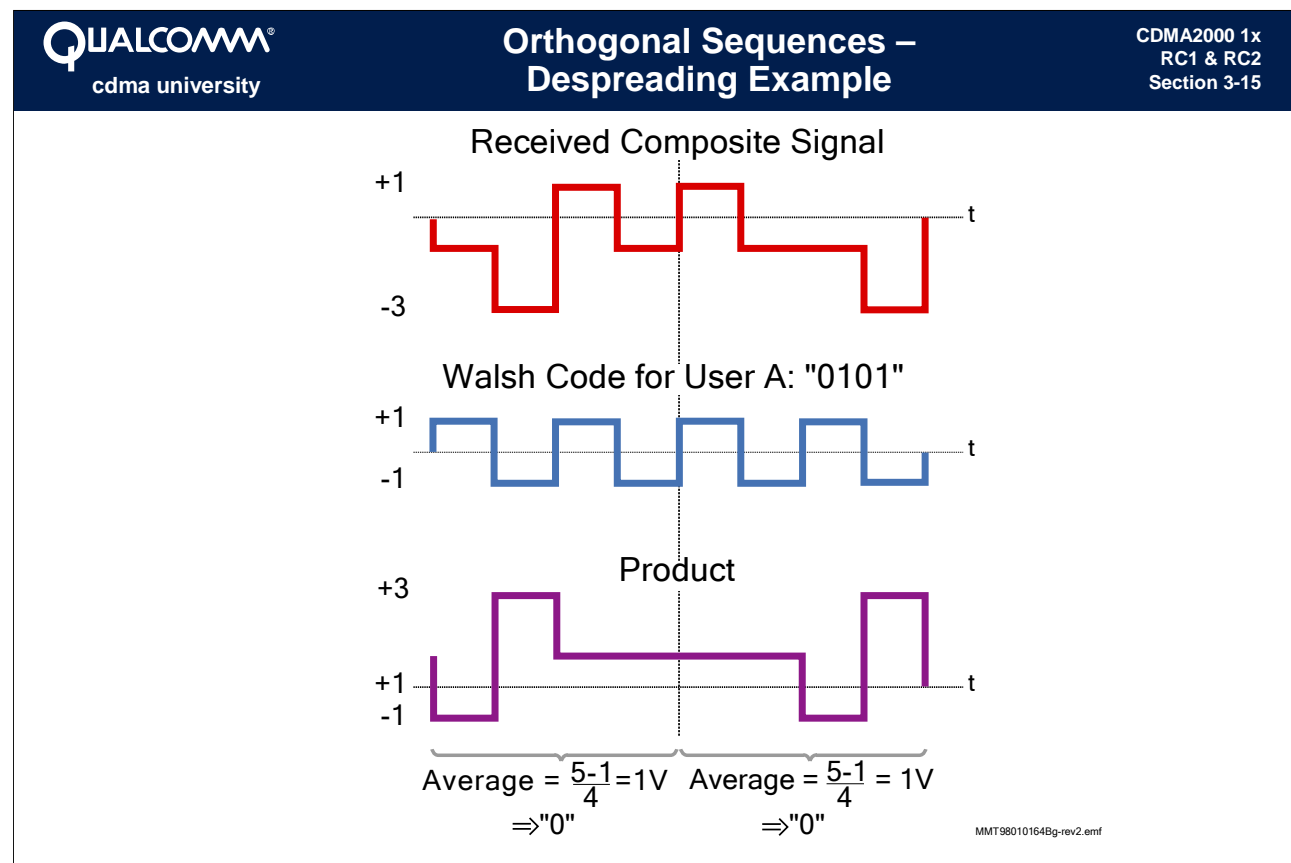 QUALCOMM®
cdma university
Orthogonal Sequences –
Despreading Example
CDMA2000 1x
RC1 & RC2
Section 3-15
Received Composite Signal
+1
t
-3
Walsh Code for User A: "0101"
+1
t
-1
Product
+3
+1
t
-1
Average = 5-1/4 =1V
⇒"0"
Average = 5-1/4 = 1V
⇒"0"
MMT98010164Bg-rev2.emf